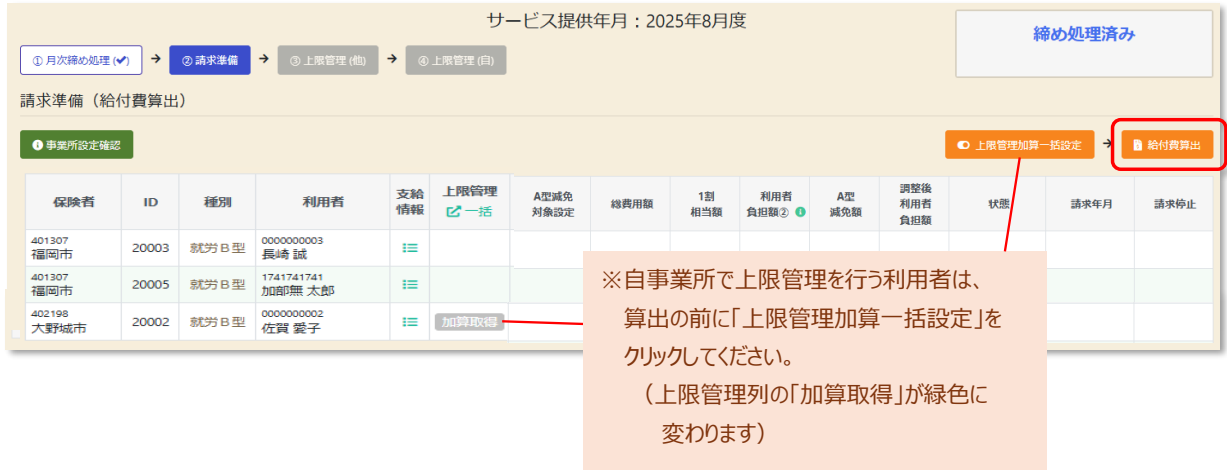 サービス提供年月：2025年8月度
締め処理済み
① 月次締め処理 (✔) → ② 請求準備 → ③ 上限管理 (他) → ④ 上限管理 (自)
請求準備（給付費算出）
事業所設定確認
上限管理加算一括設定 → 給付費算出
保険者 ID 種別 利用者 支給情報 上限管理 一括 A型減免対象設定 総費用額 1割相当額 利用者負担額② A型減免額 調整後利用者負担額 状態 請求年月 請求停止
401307 福岡市 20003 就労B型 0000000003 長崎 誠
401307 福岡市 20005 就労B型 1741741741 加部無 太郎
402198 大野城市 20002 就労B型 0000000002 佐賀 愛子 加算取得
※自事業所で上限管理を行う利用者は、
算出の前に「上限管理加算一括設定」を
クリックしてください。
（上限管理列の「加算取得」が緑色に
変わります）